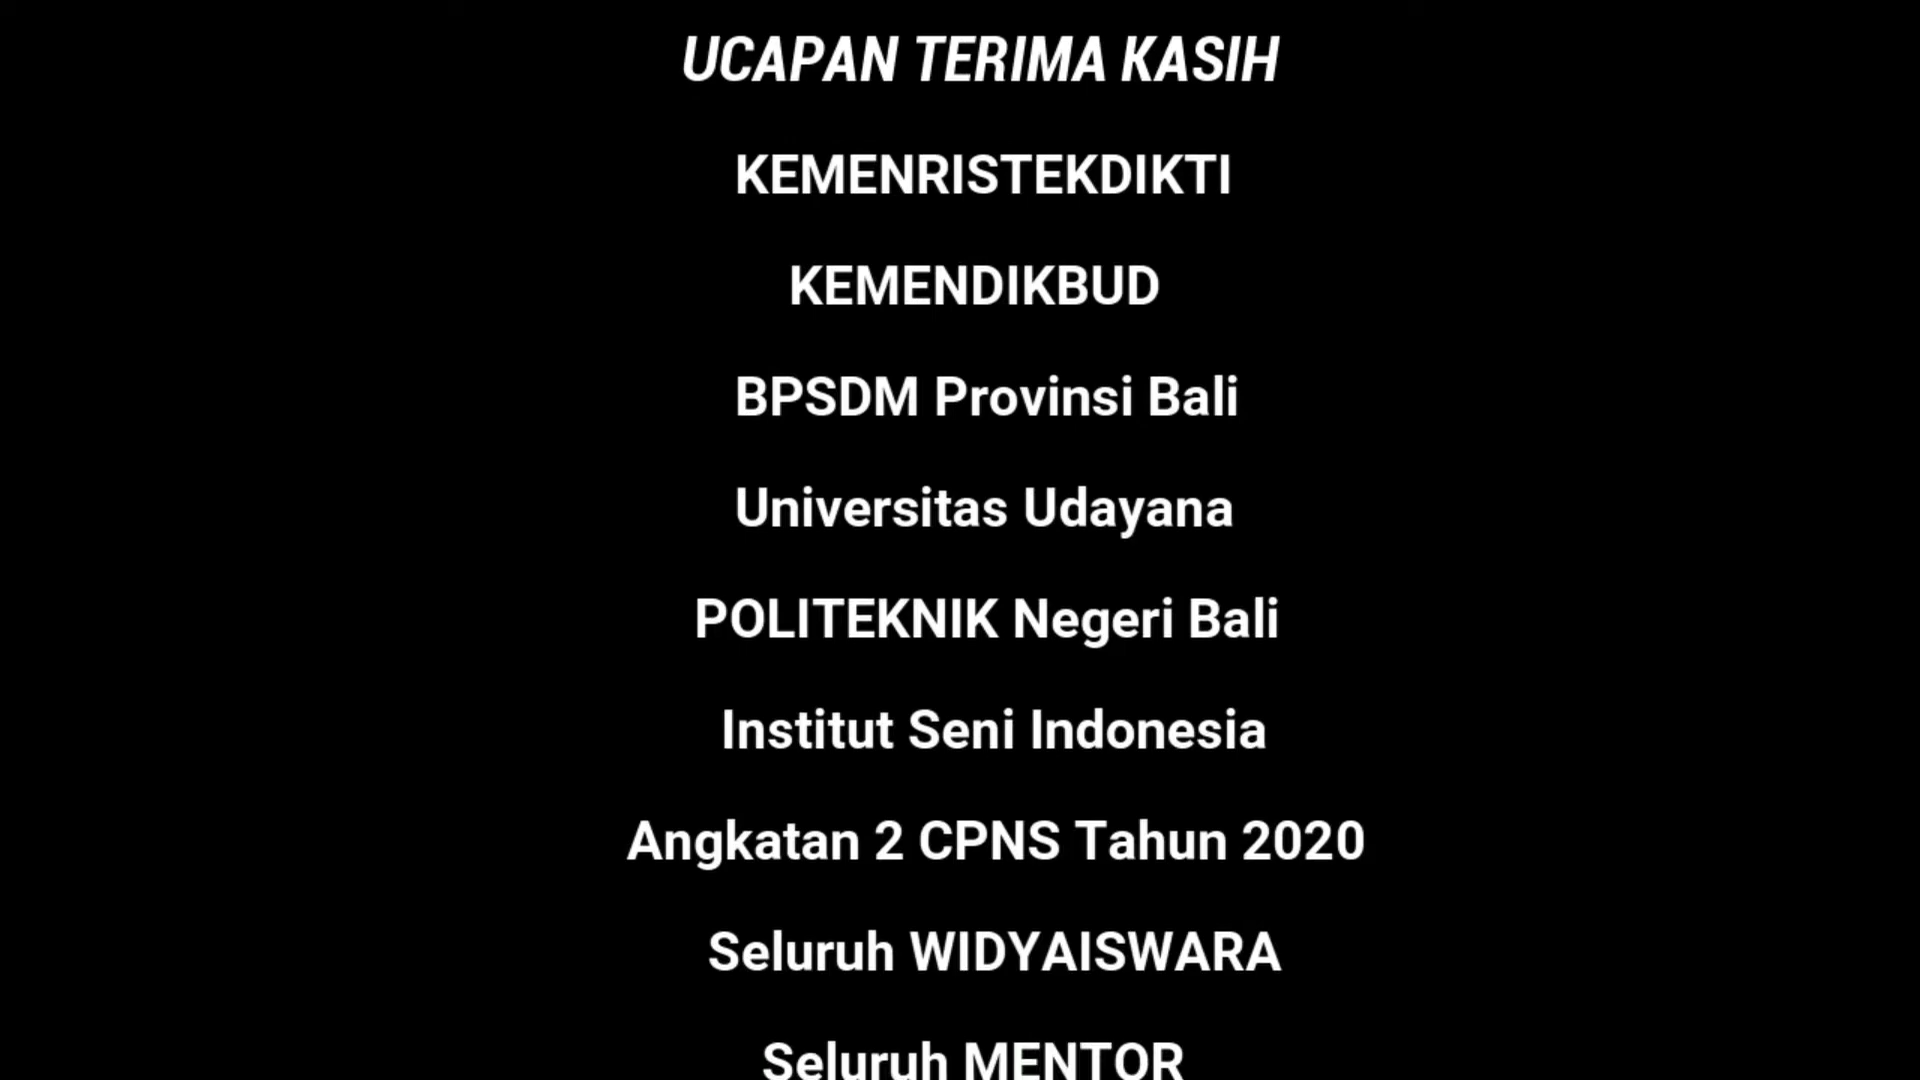 UCAPAN TERIMA KASIH
KEMENRISTEKDIKTI
KEMENDIKBUD
BPSDM Provinsi Bali
Universitas Udayana
POLITEKNIK Negeri Bali
Institut Seni Indonesia
Angkatan 2 CPNS Tahun 2020
Seluruh WIDYAISWARA
Seluruh MENTOR